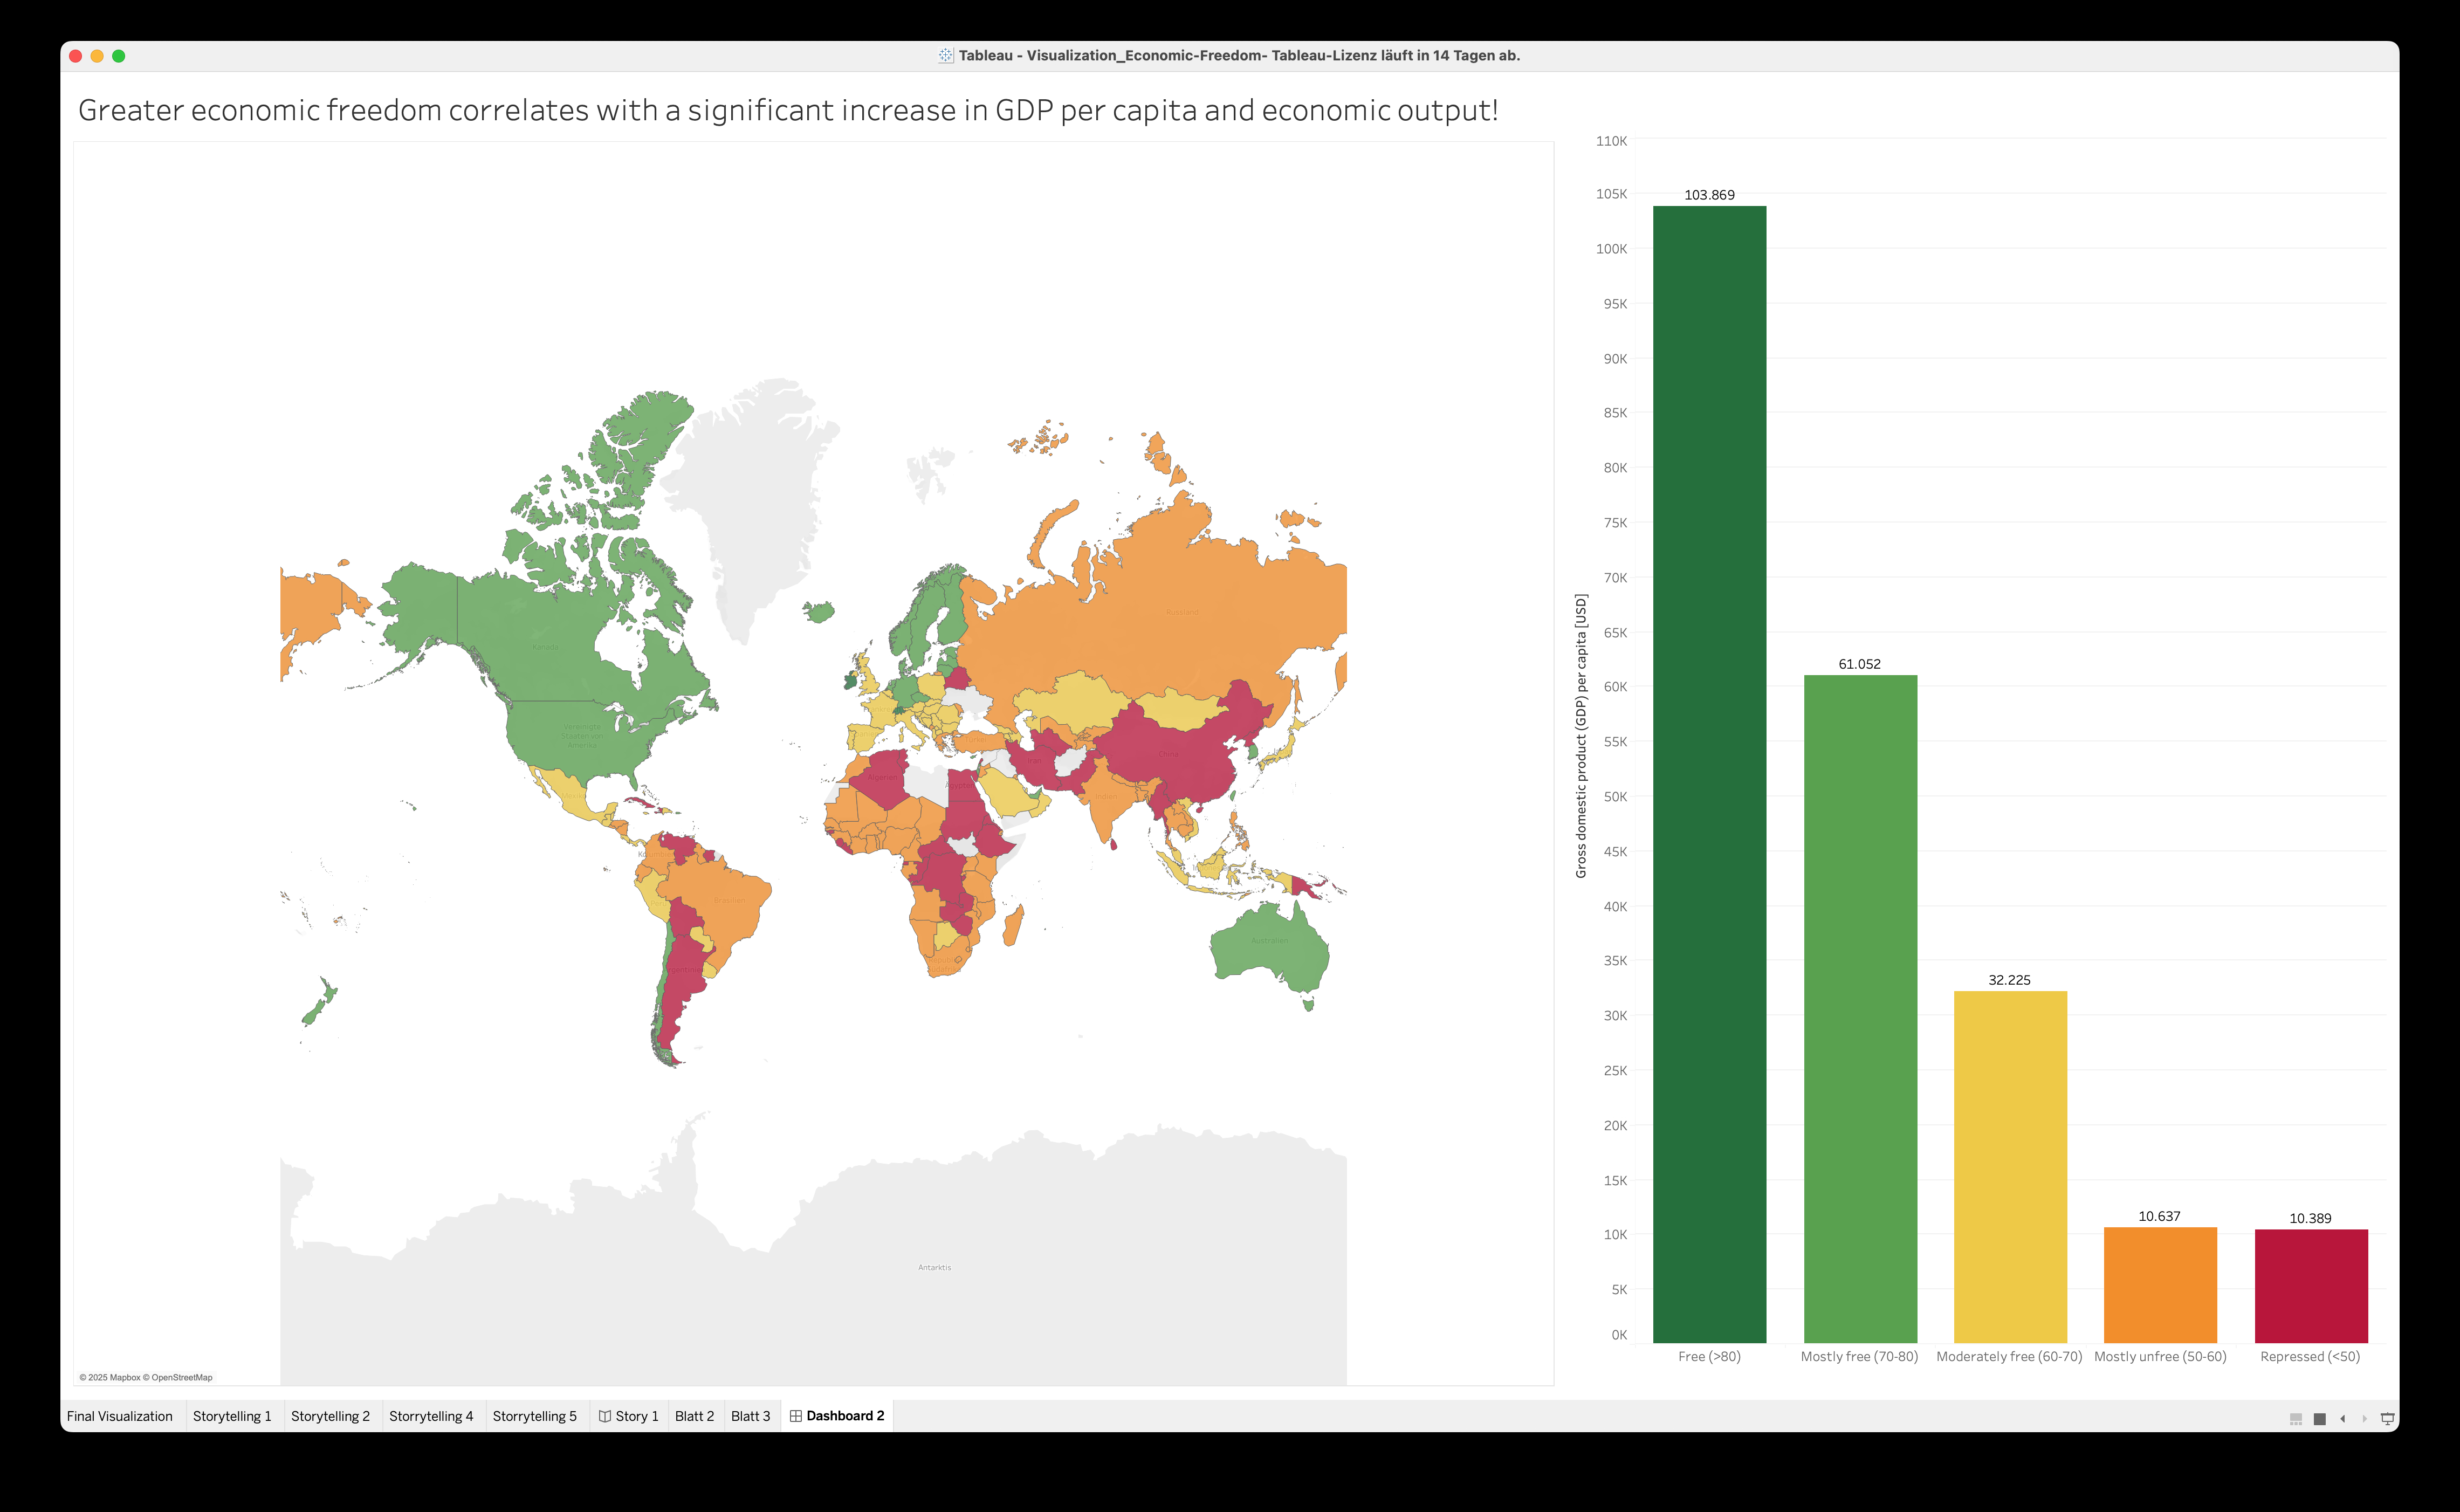 Tableau - Visualization_Economic-Freedom- Tableau-Lizenz läuft in 14 Tagen ab.
Greater economic freedom correlates with a significant increase in GDP per capita and economic output!
Russland
Kanada
Vereinigte
Staaten von
Amerika
China
Iran
Algerien
Indien
Brasilien
Australien
Antarktis
© 2025 Mapbox © OpenStreetMap
Gross domestic product (GDP) per capita [USD]
110K
105K
100K
95K
90K
85K
80K
75K
70K
65K
60K
55K
50K
45K
40K
35K
30K
25K
20K
15K
10K
5K
0K
103.869
61.052
32.225
10.637
10.389
Free (>80)
Mostly free (70-80)
Moderately free (60-70)
Mostly unfree (50-60)
Repressed (<50)
Final Visualization
Storytelling 1
Storytelling 2
Storrytelling 4
Storrytelling 5
Story 1
Blatt 2
Blatt 3
Dashboard 2